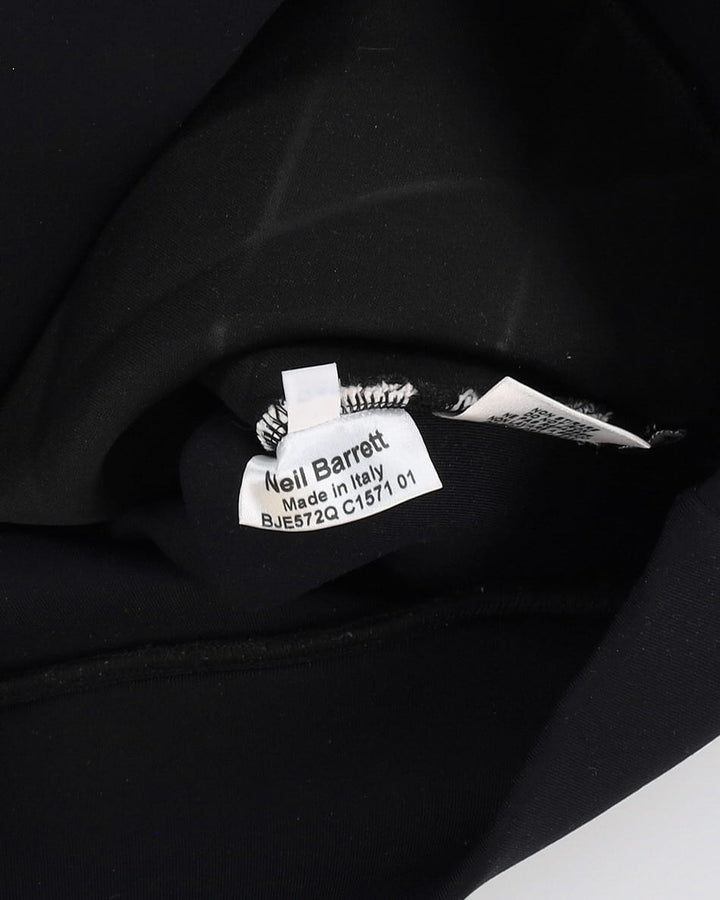 Neil Barrett
Made in Italy
BJE572Q C1571 01